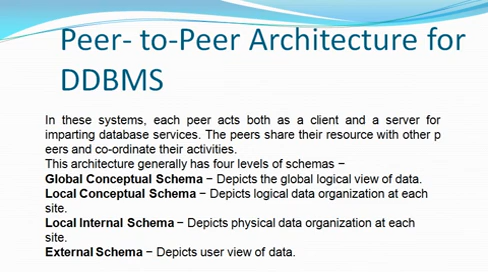 Peer- to-Peer Architecture for
DDBMS
In these systems, each peer acts both as a client and a server for
imparting database services. The peers share their resource with other p
eers and co-ordinate their activities.
This architecture generally has four levels of schemas −
Global Conceptual Schema − Depicts the global logical view of data.
Local Conceptual Schema − Depicts logical data organization at each
site.
Local Internal Schema − Depicts physical data organization at each
site.
External Schema − Depicts user view of data.